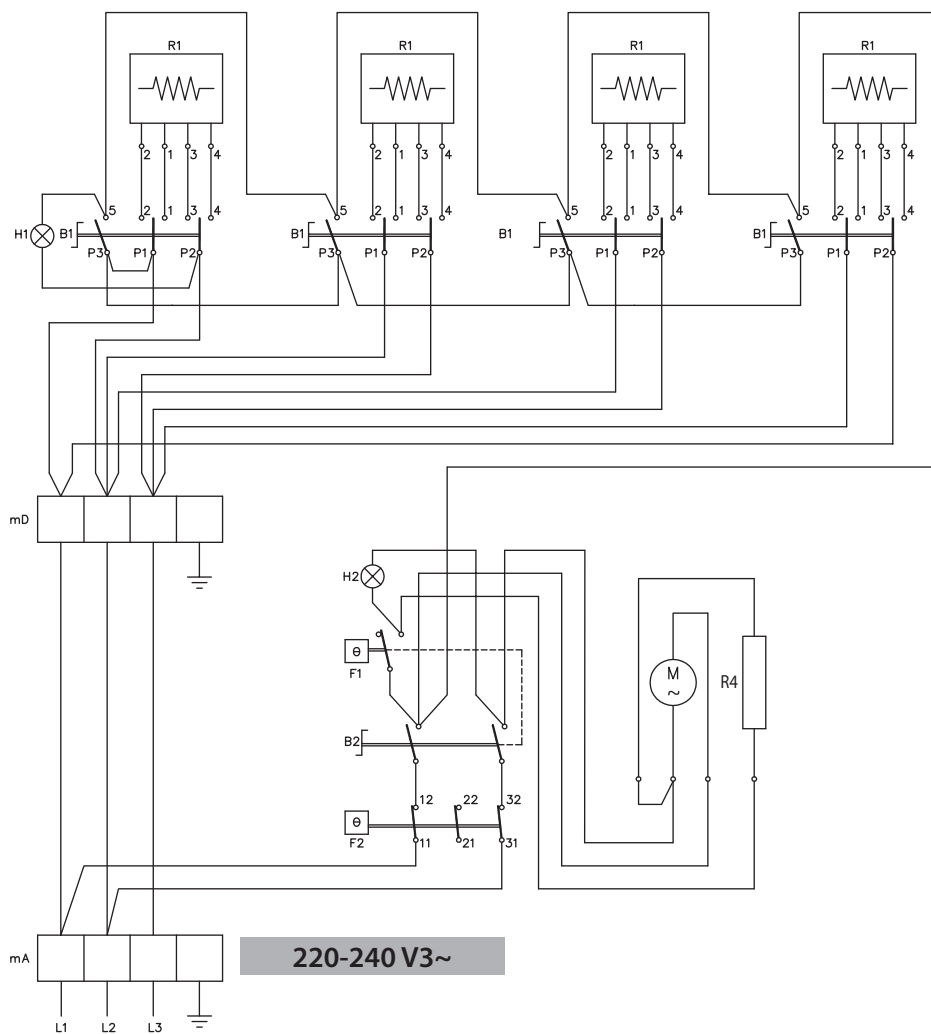 R1 R1 R1 R1
2 1 3 4 2 1 3 4 2 1 3 4 2 1 3 4
5 2 1 3 4 5 2 1 3 4 5 2 1 3 4 5 2 1 3 4
H1 B1 B1 B1 B1
P3 P1 P2 P3 P1 P2 P3 P1 P2 P3 P1 P2
mD
H2
θ
F1
M
~
R4
B2
12 22 32
θ
F2 11 21 31
mA
220-240 V3~
L1 L2 L3